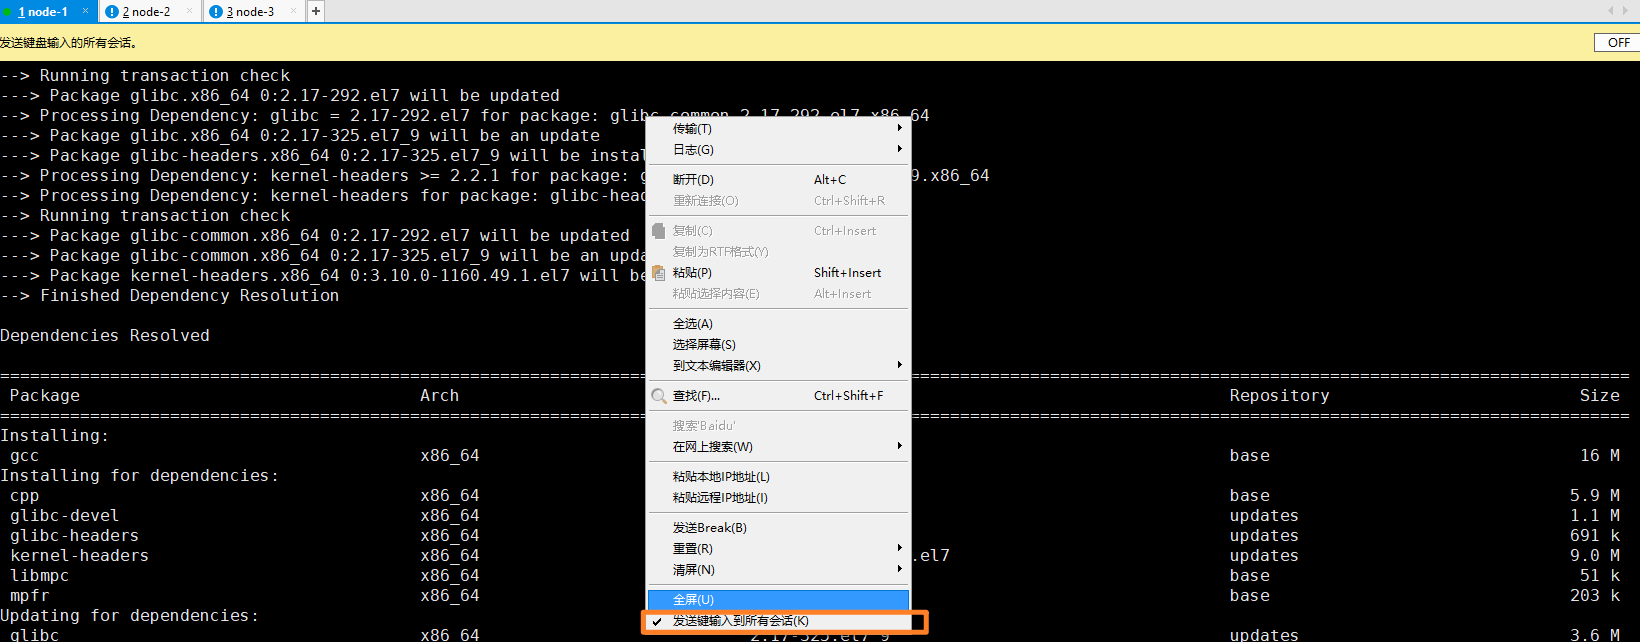 1 node-1 × 2 node-2 × 3 node-3 × +
发送键盘输入的所有会话。 OFF
--> Running transaction check
---> Package glibc.x86_64 0:2.17-292.el7 will be updated
--> Processing Dependency: glibc = 2.17-292.el7 for package: glibc-common-2.17-292.el7.x86_64
---> Package glibc.x86_64 0:2.17-325.el7_9 will be an update
---> Package glibc-headers.x86_64 0:2.17-325.el7_9 will be instal
--> Processing Dependency: kernel-headers >= 2.2.1 for package: g 9.x86_64
--> Processing Dependency: kernel-headers for package: glibc-head
--> Running transaction check
---> Package glibc-common.x86_64 0:2.17-292.el7 will be updated
---> Package glibc-common.x86_64 0:2.17-325.el7_9 will be an upda
---> Package kernel-headers.x86_64 0:3.10.0-1160.49.1.el7 will be
--> Finished Dependency Resolution
Dependencies Resolved
Package Arch Repository Size
Installing:
gcc x86_64 base 16 M
Installing for dependencies:
cpp x86_64 base 5.9 M
glibc-devel x86_64 updates 1.1 M
glibc-headers x86_64 updates 691 k
kernel-headers x86_64 .el7 updates 9.0 M
libmpc x86_64 base 51 k
mpfr x86_64 base 203 k
Updating for dependencies:
glibc x86_64 2.17-325.el7_9 updates 3.6 M
传输(T)
日志(G)
断开(D) Alt+C
重新连接(O) Ctrl+Shift+R
复制(C) Ctrl+Insert
复制为RTF格式(Y)
粘贴(P) Shift+Insert
粘贴选择内容(E) Alt+Insert
全选(A)
选择屏幕(S)
到文本编辑器(X)
查找(F)... Ctrl+Shift+F
搜索'Baidu'
在网上搜索(W)
粘贴本地IP地址(L)
粘贴远程IP地址(I)
发送Break(B)
重置(R)
清屏(N)
全屏(U)
发送键输入到所有会话(K)